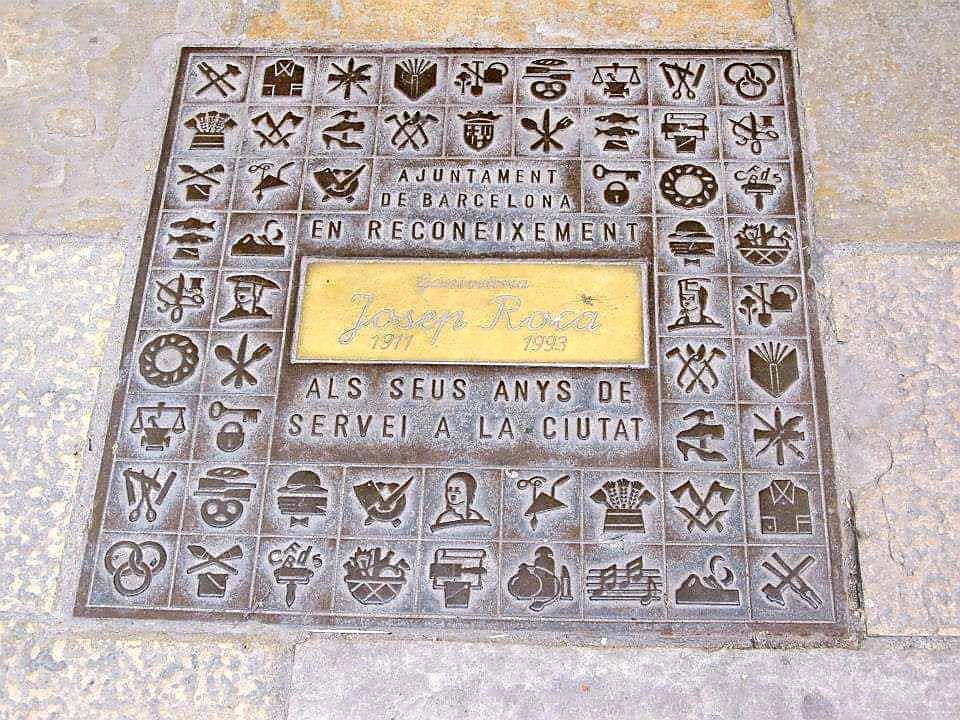 AJUNTAMENT
DE BARCELONA
EN RECONEIXEMENT
Josep Roca
1911 1993
ALS SEUS ANYS DE
SERVEI A LA CIUTAT